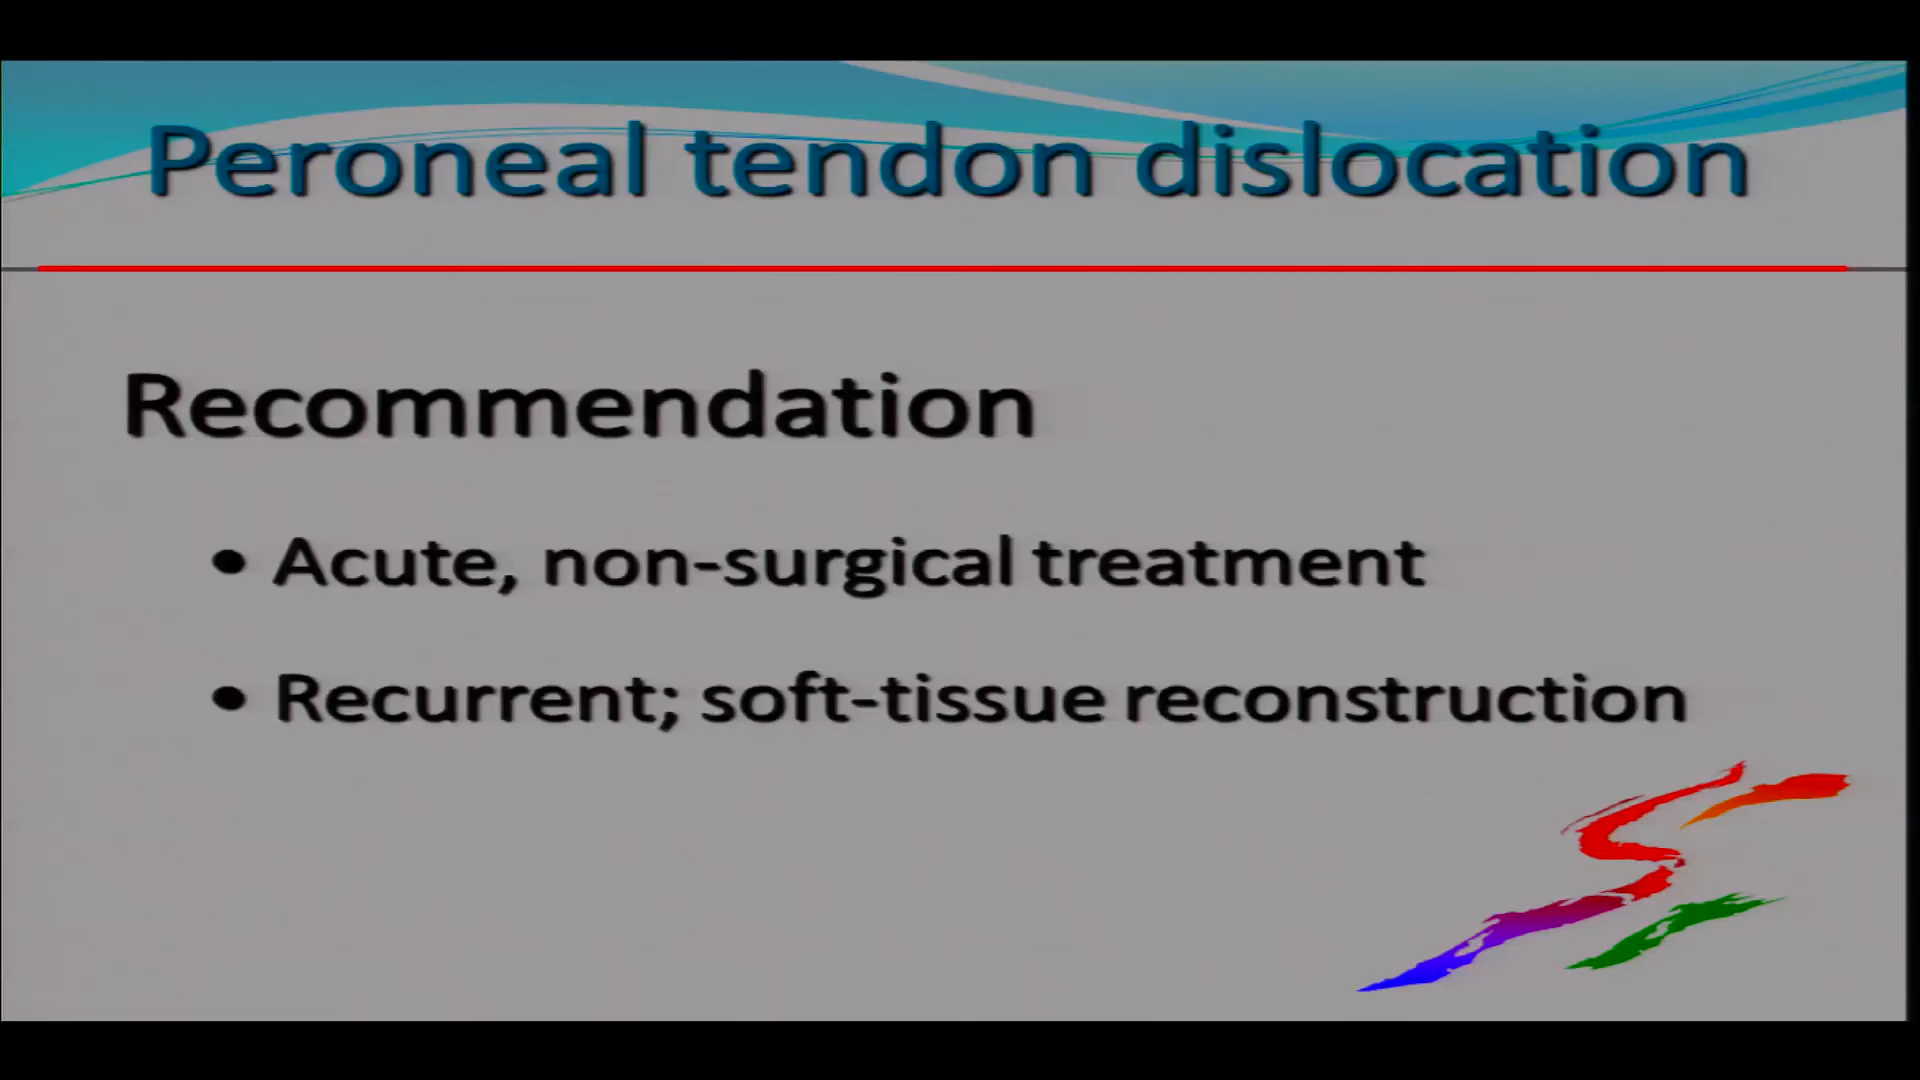 Peroneal tendon dislocation
Recommendation
• Acute, non-surgical treatment
• Recurrent; soft-tissue reconstruction